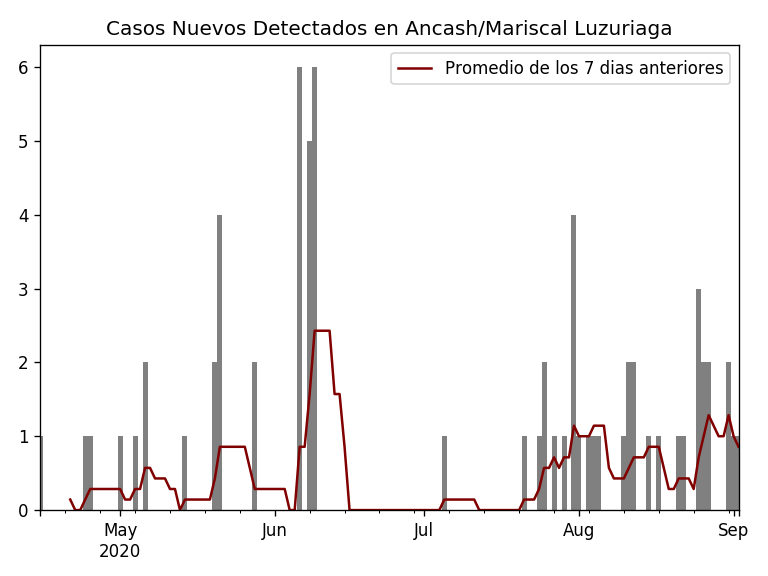 Casos Nuevos Detectados en Ancash/Mariscal Luzuriaga
Promedio de los 7 dias anteriores
6
5
4
3
2
1
0
May
2020
Jun
Jul
Aug
Sep